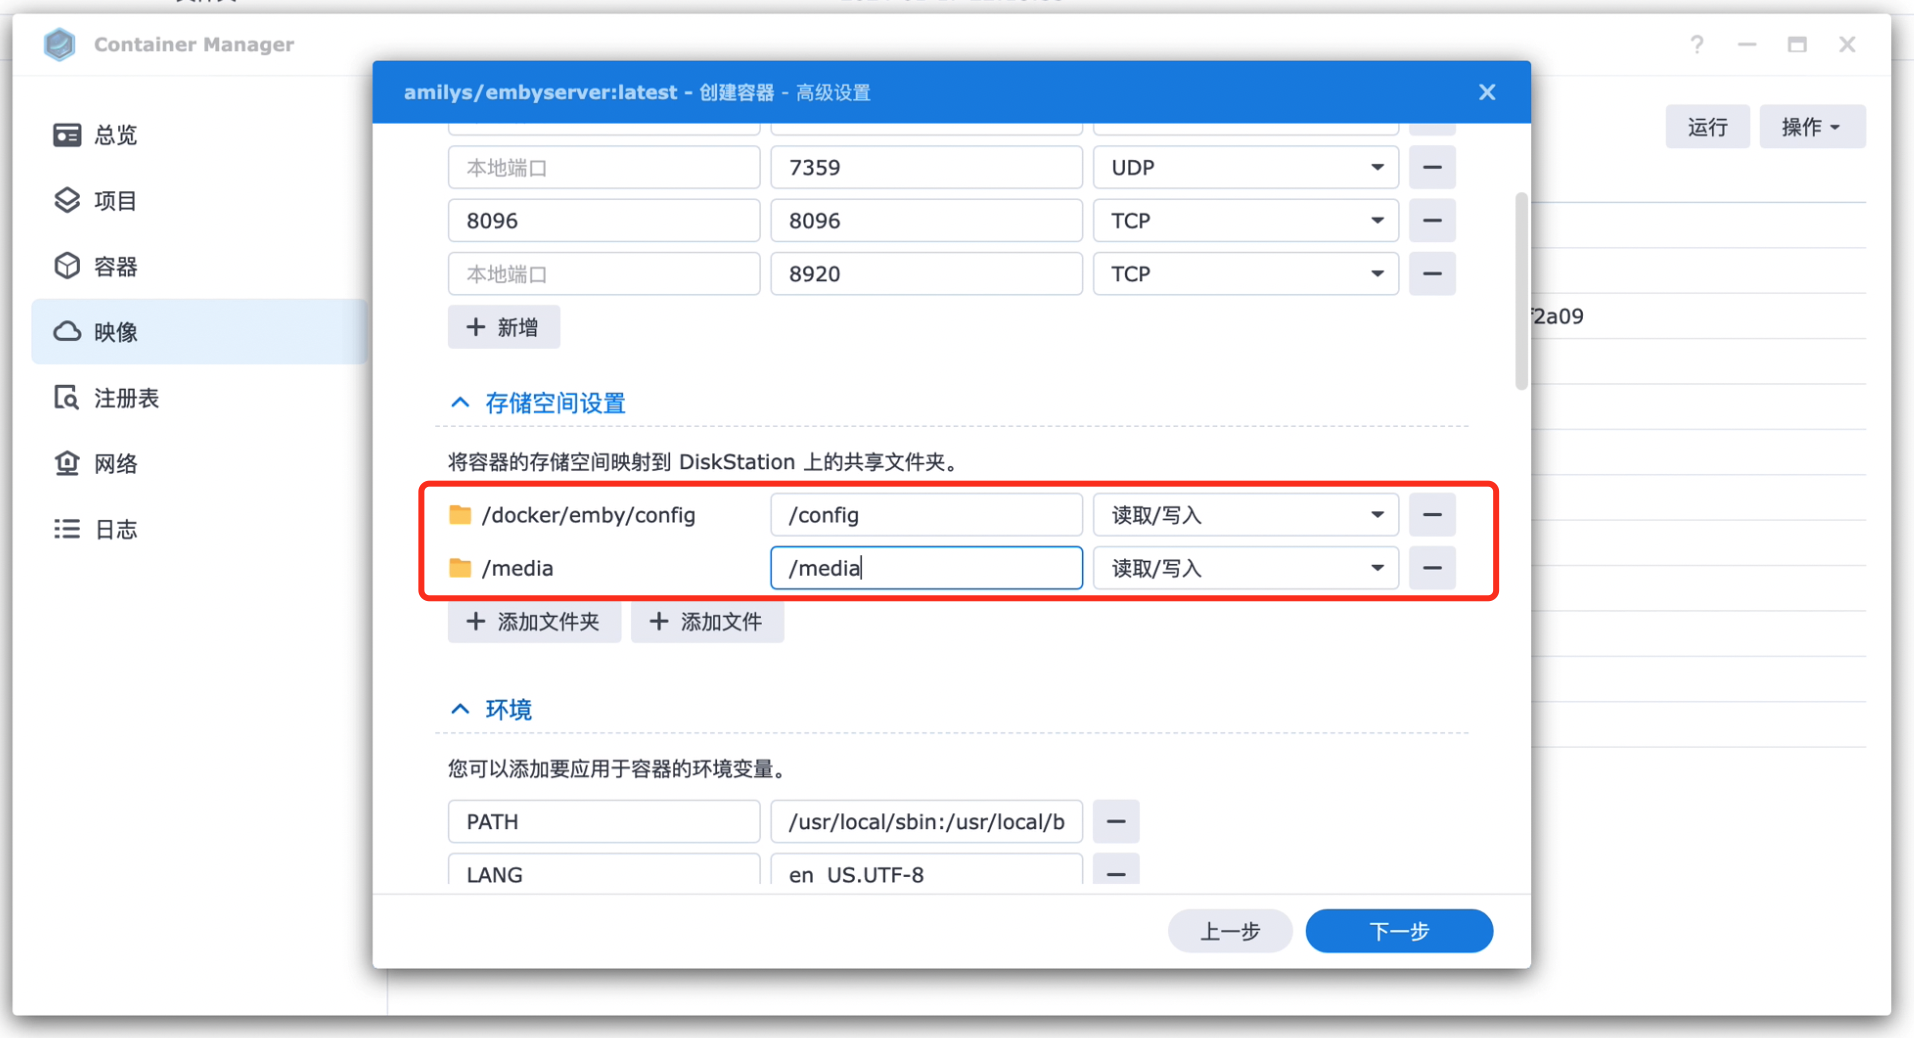 Container Manager
amilys/embyserver:latest - 创建容器 - 高级设置
总览
项目
容器
映像
注册表
网络
日志
运行
操作
本地端口 7359 UDP
8096 8096 TCP
本地端口 8920 TCP
新增
f2a09
存储空间设置
将容器的存储空间映射到 DiskStation 上的共享文件夹。
/docker/emby/config /config 读取/写入
/media /media 读取/写入
添加文件夹 添加文件
环境
您可以添加要应用于容器的环境变量。
PATH /usr/local/sbin:/usr/local/b
LANG en_US.UTF-8
上一步 下一步